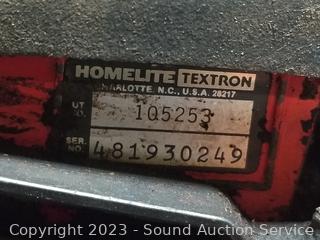 HOMELITE TEXTRON
CHARLOTTE, N.C., U.S.A. 28217
UT NO. 105253
SER. NO. 481930249
Copyright © 2023 - Sound Auction Service